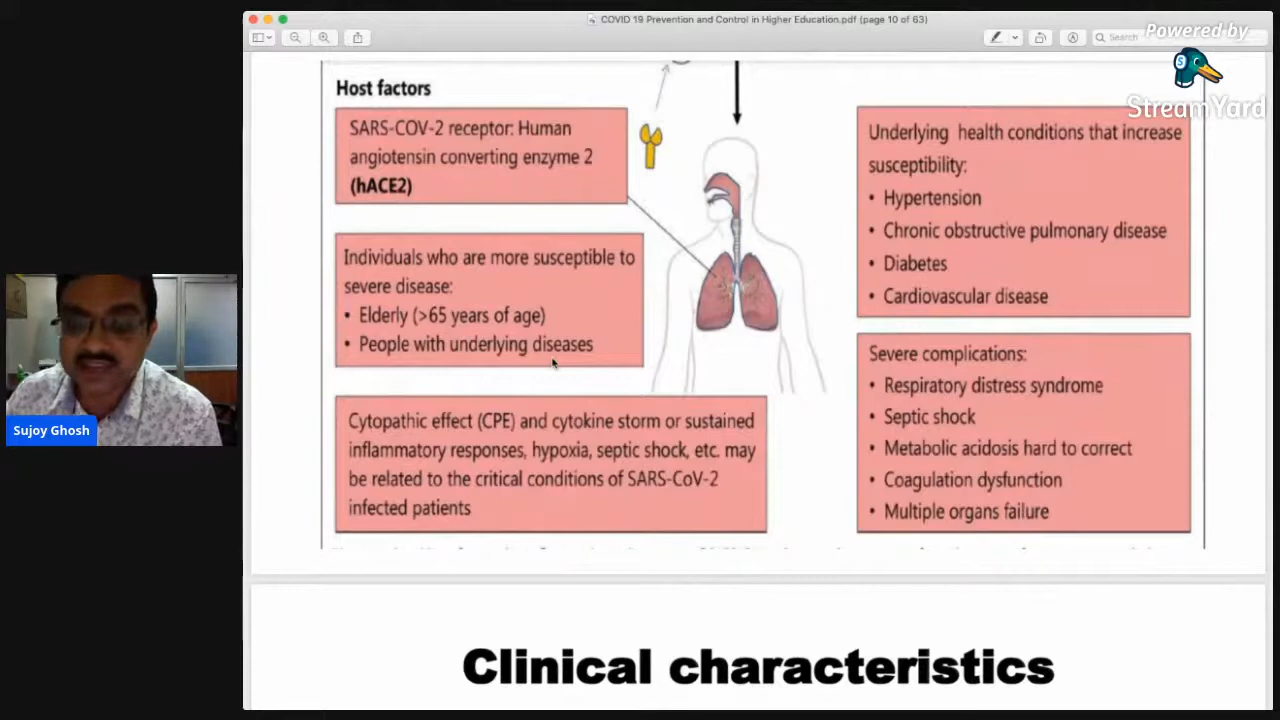 COVID 19 Prevention and Control in Higher Education.pdf (page 10 of 63)
Search
Powered by
StreamYard
Host factors
SARS-COV-2 receptor: Human
angiotensin converting enzyme 2
(hACE2)
Individuals who are more susceptible to
severe disease:
• Elderly (>65 years of age)
• People with underlying diseases
Cytopathic effect (CPE) and cytokine storm or sustained
inflammatory responses, hypoxia, septic shock, etc. may
be related to the critical conditions of SARS-CoV-2
infected patients
Underlying health conditions that increase
susceptibility:
• Hypertension
• Chronic obstructive pulmonary disease
• Diabetes
• Cardiovascular disease
Severe complications:
• Respiratory distress syndrome
• Septic shock
• Metabolic acidosis hard to correct
• Coagulation dysfunction
• Multiple organs failure
Sujoy Ghosh
Clinical characteristics